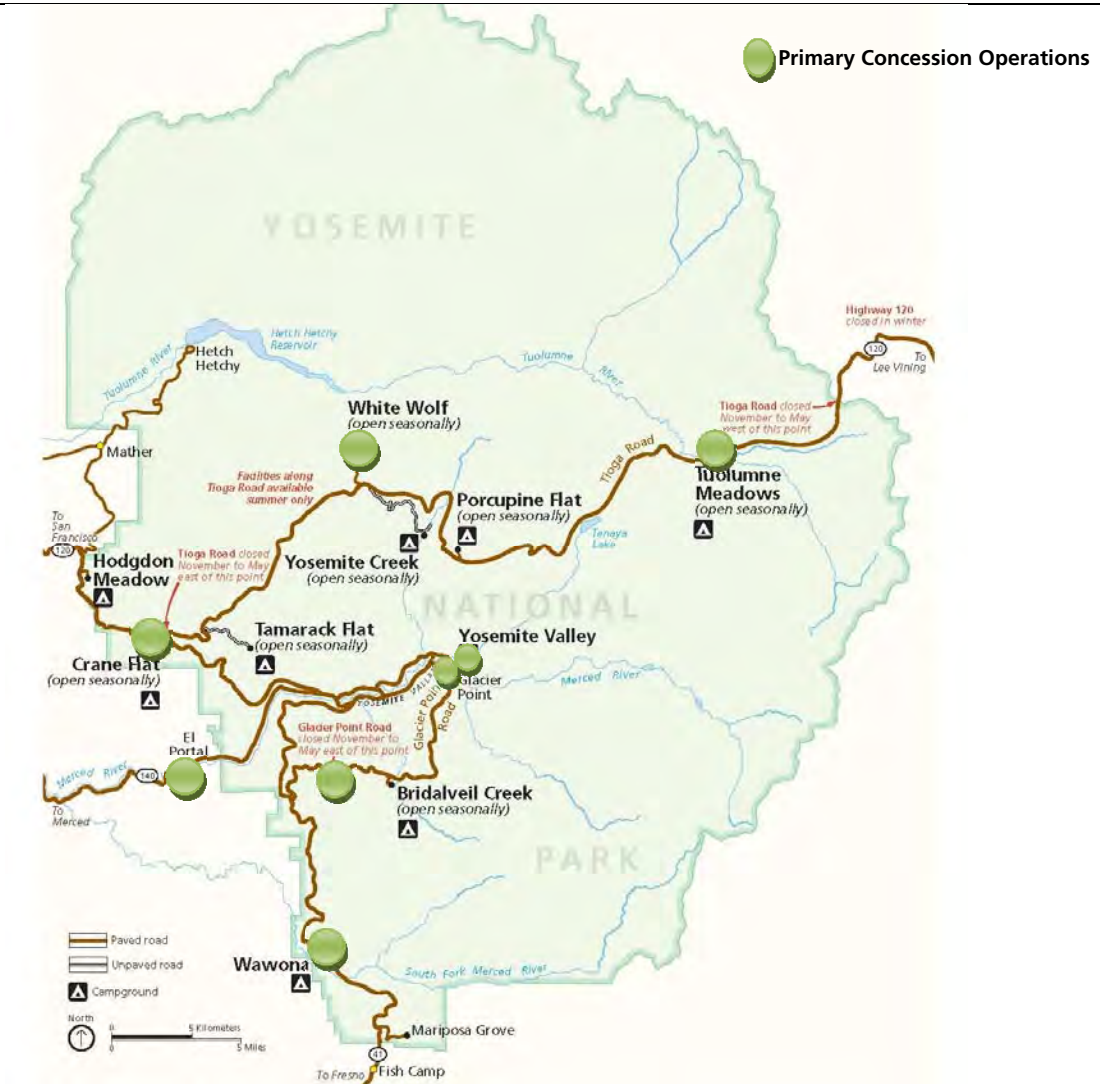 Primary Concession Operations
YOSEMITE
Highway 120
closed in winter
120
To
Lee Vining
Hetch Hetchy
Reservoir
Tuolumne River
Hetch
Hetchy
Tuolumne
River
White Wolf
(open seasonally)
Tioga Road closed
November to May
west of this point
Mather
Tioga Road
Facilities along
Tioga Road available
summer only
Tuolumne
Meadows
(open seasonally)
Porcupine Flat
(open seasonally)
To
San
Francisco
120
Tenaya
Lake
Hodgdon
Meadow
Tioga Road closed
November to May
east of this point
Yosemite Creek
(open seasonally)
NATIONAL
Tamarack Flat
(open seasonally)
Yosemite Valley
Crane Flat
(open seasonally)
Glacier
Point
Merced River
YOSEMITE VALLEY
Glacier Point
Road
Glacier Point Road
closed November to
May east of this point
El
Portal
Merced River
140
Bridalveil Creek
(open seasonally)
To
Merced
PARK
Paved road
Unpaved road
Campground
Wawona
South Fork Merced River
North
0
5 Kilometers
0
5 Miles
Mariposa Grove
41
To Fresno
Fish Camp